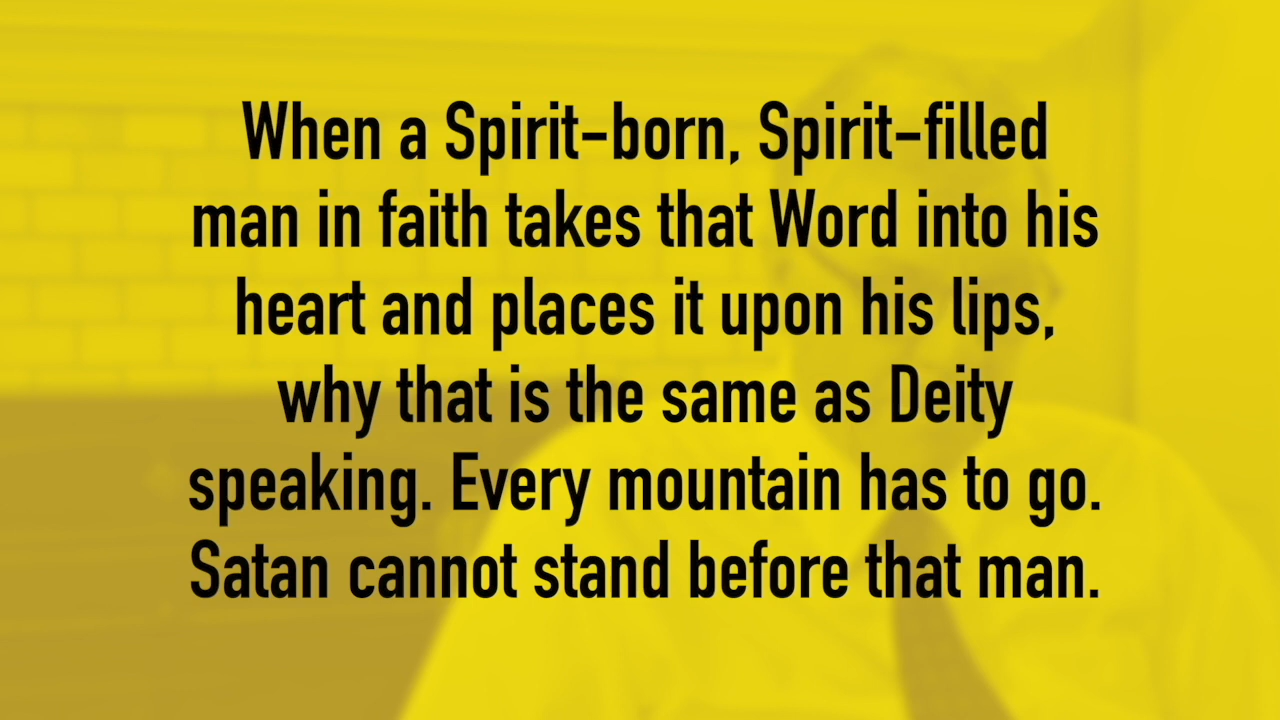 When a Spirit-born, Spirit-filled
man in faith takes that Word into his
heart and places it upon his lips,
why that is the same as Deity
speaking. Every mountain has to go.
Satan cannot stand before that man.